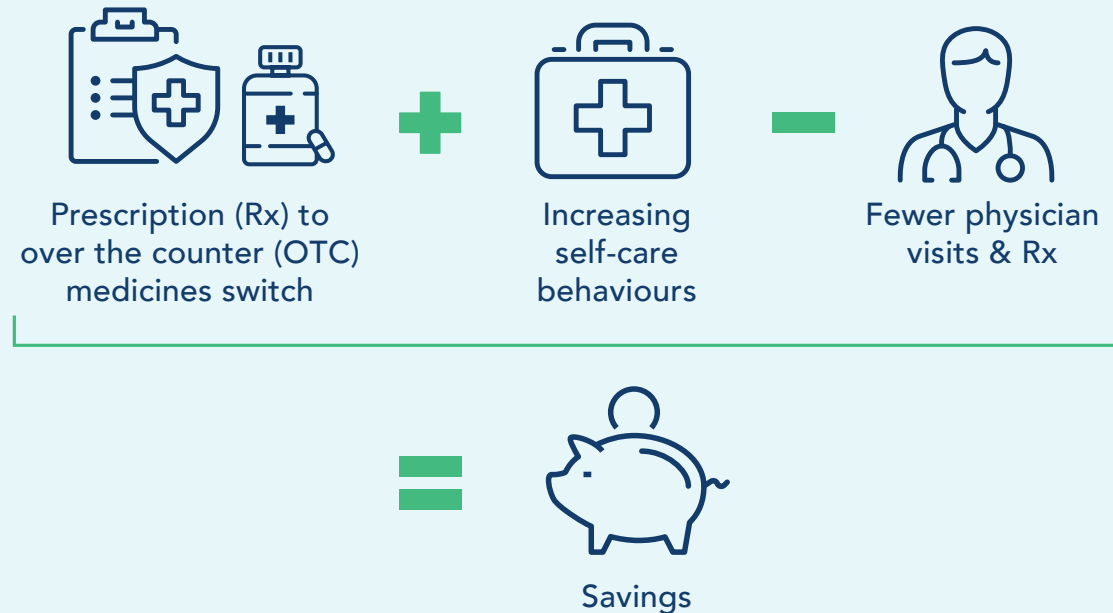 Prescription (Rx) to
over the counter (OTC)
medicines switch
Increasing
self-care
behaviours
Fewer physician
visits & Rx
Savings